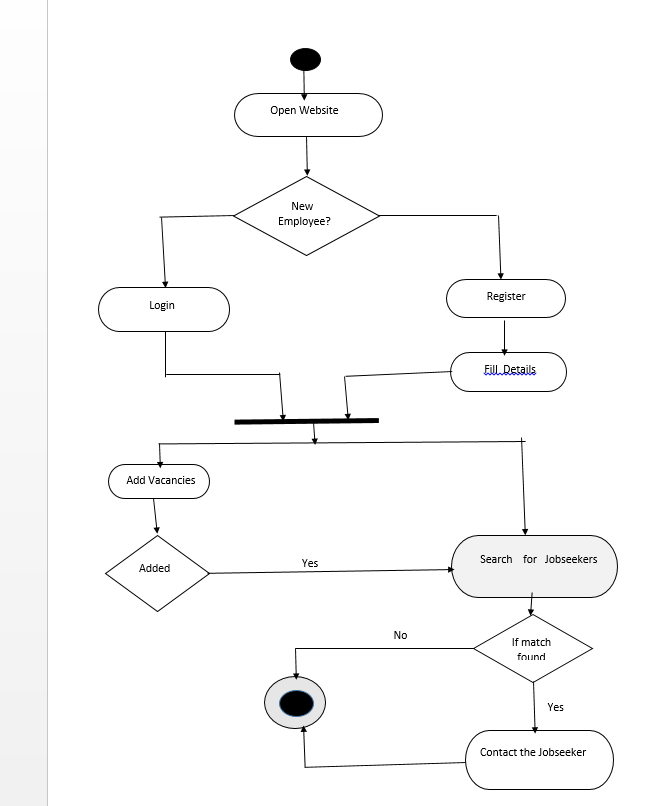 Open Website
New
Employee?
Login
Register
Fill Details
Add Vacancies
Added
Yes
Search for Jobseekers
If match
found
No
Yes
Contact the Jobseeker